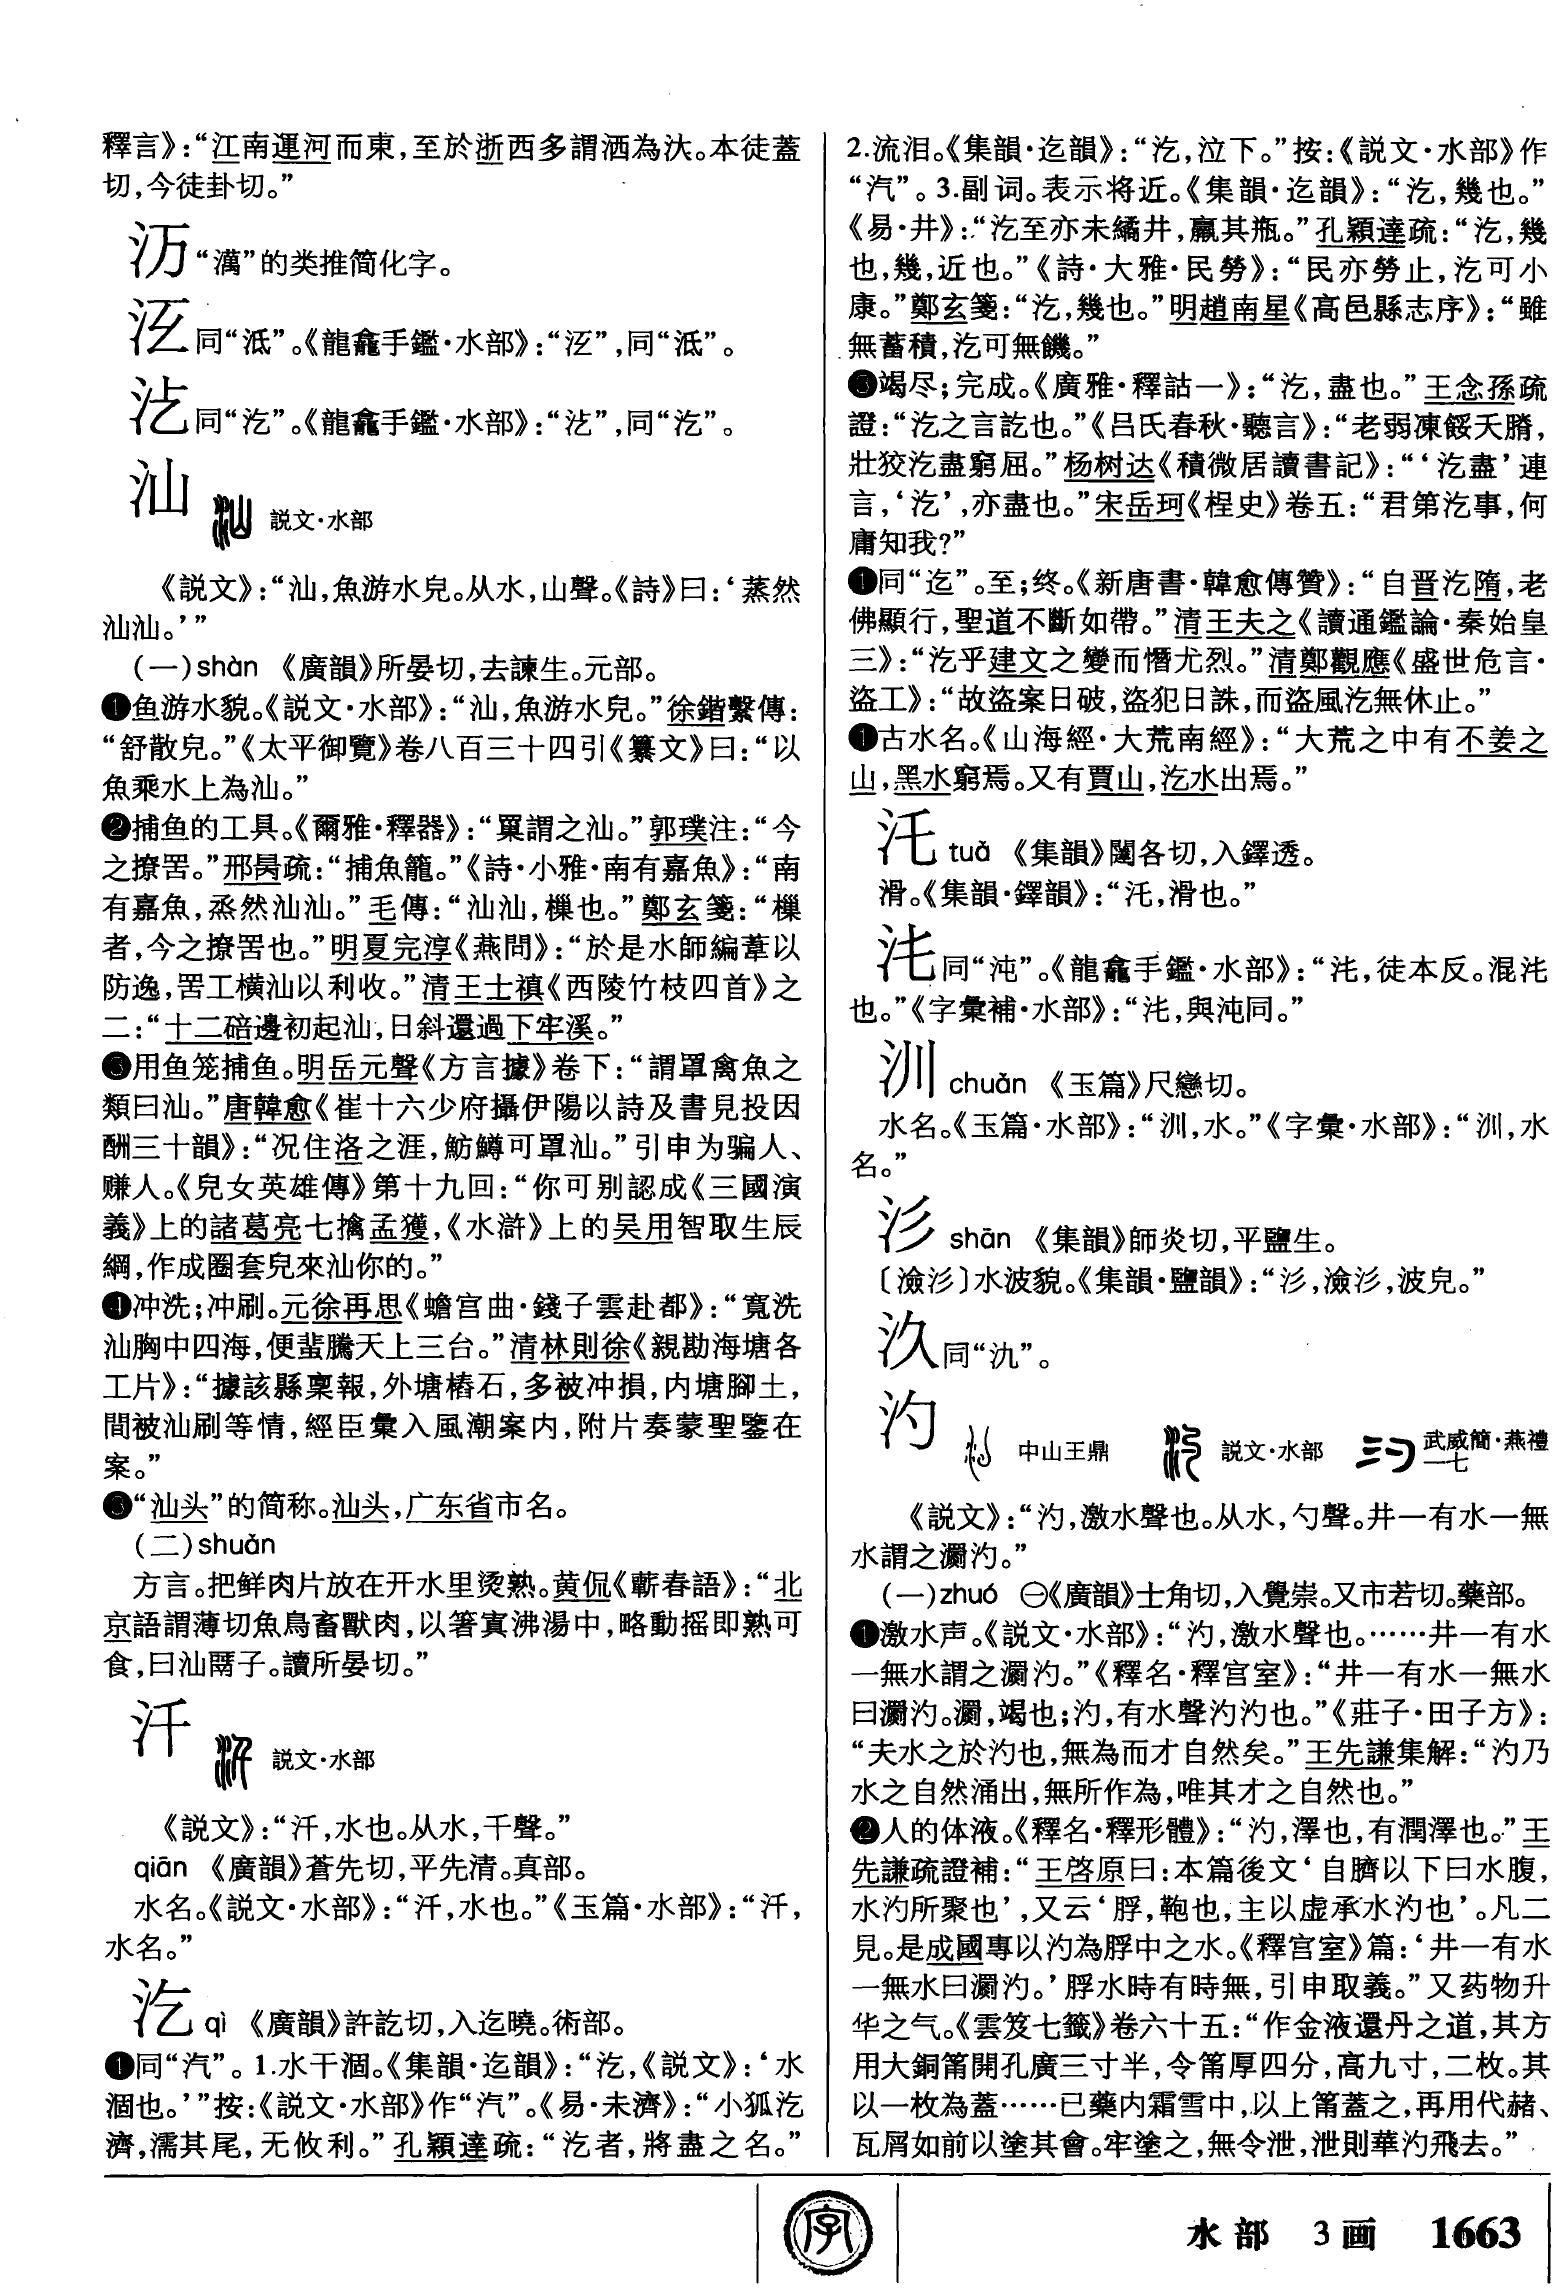 釋言》：“江南運河而東，至於浙西多謂洒為汏。本徒蓋
切，今徒卦切。”
沥“澫”的类推简化字。
同“泜”。《龍龕手鑑·水部》：“”，同“泜”。
同“汔”。《龍龕手鑑·水部》：“”，同“汔”。
汕 説文·水部
《説文》：“汕，魚游水皃。从水，山聲。《詩》曰：‘蒸然
汕汕。’”
(一)shàn 《廣韻》所晏切，去諫生。元部。
❶鱼游水貌。《説文·水部》：“汕，魚游水皃。”徐鍇繫傳：
“舒散皃。”《太平御覽》卷八百三十四引《纂文》曰：“以
魚乘水上為汕。”
❷捕鱼的工具。《爾雅·釋器》：“罺謂之汕。”郭璞注：“今
之撩罟。”邢昺疏：“捕魚籠。”《詩·小雅·南有嘉魚》：“南
有嘉魚，烝然汕汕。”毛傳：“汕汕，樔也。”鄭玄箋：“樔
者，今之撩罟也。”明夏完淳《燕問》：“於是水師編葦以
防逸，罟工横汕以利收。”清王士禛《西陵竹枝四首》之
二：“十二碚邊初起汕，日斜還過下牢溪。”
❸用鱼笼捕鱼。明岳元聲《方言據》卷下：“謂罩禽魚之
類曰汕。”唐韓愈《崔十六少府攝伊陽以詩及書見投因
酬三十韻》：“况住洛之涯，魴鱒可罩汕。”引申为骗人、
赚人。《兒女英雄傳》第十九回：“你可别認成《三國演
義》上的諸葛亮七擒孟獲，《水滸》上的吴用智取生辰
綱，作成圈套兒來汕你的。”
❹冲洗；冲刷。元徐再思《蟾宫曲·錢子雲赴都》：“寬洗
汕胸中四海，便蜚騰天上三台。”清林則徐《親勘海塘各
工片》：“據該縣稟報，外塘樁石，多被冲損，内塘腳土，
間被汕刷等情，經臣彙入風潮案内，附片奏蒙聖鑒在
案。”
❺“汕头”的简称。汕头，广东省市名。
(二)shuàn
方言。把鲜肉片放在开水里烫熟。黄侃《蘄春語》：“北
京語謂薄切魚鳥畜獸肉，以箸寘沸湯中，略動摇即熟可
食，曰汕鬲子。讀所晏切。”
汘 説文·水部
《説文》：“汘，水也。从水，千聲。”
qiān 《廣韻》蒼先切，平先清。真部。
水名。《説文·水部》：“汘，水也。”《玉篇·水部》：“汘，
水名。”
汔qì 《廣韻》許訖切，入迄曉。術部。
❶同“汽”。1.水干涸。《集韻·迄韻》：“汔，《説文》：‘水
涸也。’”按：《説文·水部》作“汽”。《易·未濟》：“小狐汔
濟，濡其尾，无攸利。”孔穎達疏：“汔者，將盡之名。”
2.流泪。《集韻·迄韻》：“汔，泣下。”按：《説文·水部》作
“汽”。3.副词。表示将近。《集韻·迄韻》：“汔，幾也。”
《易·井》：“汔至亦未繘井，羸其瓶。”孔穎達疏：“汔，幾
也，幾，近也。”《詩·大雅·民勞》：“民亦勞止，汔可小
康。”鄭玄箋：“汔，幾也。”明趙南星《高邑縣志序》：“雖
無蓄積，汔可無饑。”
❸竭尽；完成。《廣雅·釋詁一》：“汔，盡也。”王念孫疏
證：“汔之言訖也。”《吕氏春秋·聽言》：“老弱凍餒夭膌，
壯狡汔盡窮屈。”杨树达《積微居讀書記》：“‘汔盡’連
言，‘汔’，亦盡也。”宋岳珂《桯史》卷五：“君第汔事，何
庸知我？”
❶同“迄”。至；终。《新唐書·韓愈傳贊》：“自晋汔隋，老
佛顯行，聖道不斷如帶。”清王夫之《讀通鑑論·秦始皇
三》：“汔乎建文之變而憯尤烈。”清鄭觀應《盛世危言·
盜工》：“故盜案日破，盜犯日誅，而盜風汔無休止。”
❶古水名。《山海經·大荒南經》：“大荒之中有不姜之
山，黑水窮焉。又有賈山，汔水出焉。”
汑 tuō 《集韻》闥各切，入鐸透。
滑。《集韻·鐸韻》：“汑，滑也。”
同“沌”。《龍龕手鑑·水部》：“，徒本反。混
也。”《字彙補·水部》：“，與沌同。”
汌 chuàn 《玉篇》尺戀切。
水名。《玉篇·水部》：“汌，水。”《字彙·水部》：“汌，水
名。”
㣌 shān 《集韻》師炎切，平鹽生。
〔澰㣌〕水波貌。《集韻·鹽韻》：“㣌，澰㣌，波皃。”
汣同“氿”。
汋 中山王鼎 説文·水部 武威簡·燕禮一七
《説文》：“汋，激水聲也。从水，勺聲。井一有水一無
水謂之瀱汋。”
(一)zhuó ㊀《廣韻》士角切，入覺崇。又市若切。藥部。
❶激水声。《説文·水部》：“汋，激水聲也。……井一有水
一無水謂之瀱汋。”《釋名·釋宫室》：“井一有水一無水
曰瀱汋。瀱，竭也；汋，有水聲汋汋也。”《莊子·田子方》：
“夫水之於汋也，無為而才自然矣。”王先謙集解：“汋乃
水之自然涌出，無所作為，唯其才之自然也。”
❷人的体液。《釋名·釋形體》：“汋，澤也，有潤澤也。”王
先謙疏證補：“王啓原曰：本篇後文‘自臍以下曰水腹，
水汋所聚也’，又云‘脬，鞄也，主以虚承水汋也’。凡二
見。是成國專以汋為脬中之水。《釋宫室》篇：‘井一有水
一無水曰瀱汋。’脬水時有時無，引申取義。”又药物升
华之气。《雲笈七籤》卷六十五：“作金液還丹之道，其方
用大銅筩開孔廣三寸半，令筩厚四分，高九寸，二枚。其
以一枚為蓋……已藥内霜雪中，以上筩蓋之，再用代赭、
瓦屑如前以塗其會。牢塗之，無令泄，泄則華汋飛去。”
字
水部 3画 1663